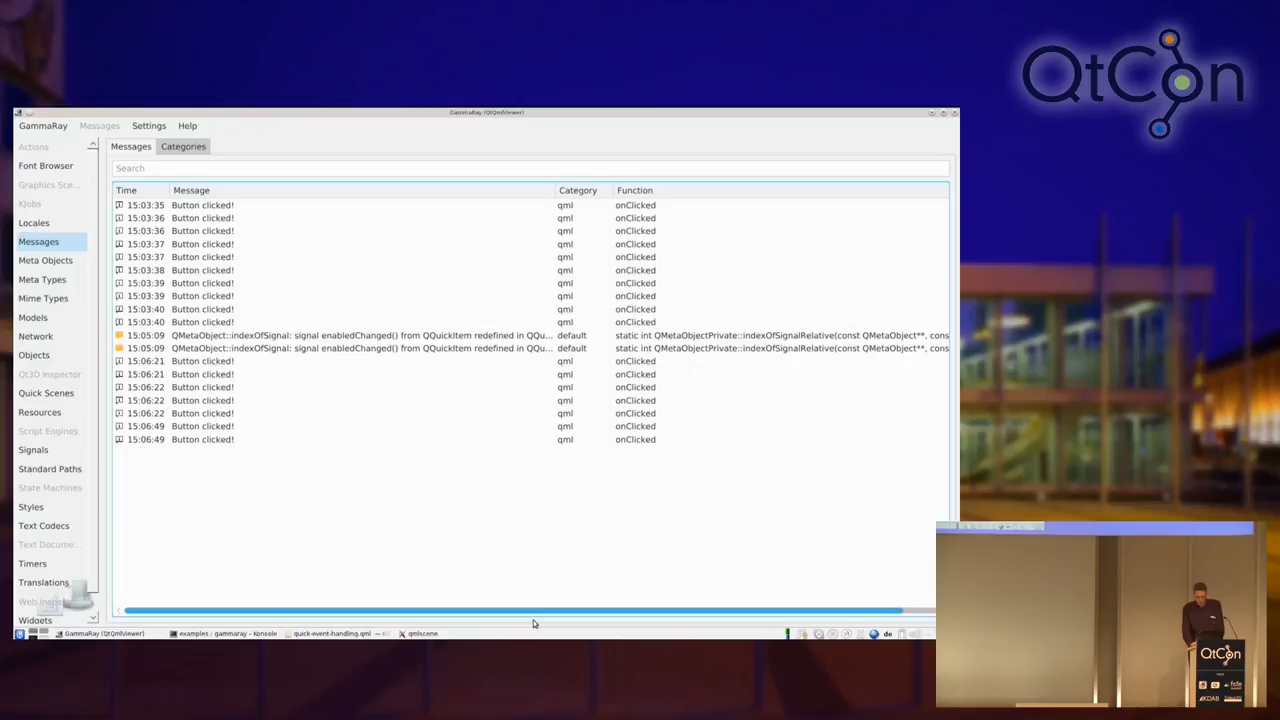 QtCon
GammaRay (QtQmlViewer)
GammaRay Messages Settings Help
Actions
Font Browser
Graphics Sce...
KJobs
Locales
Messages
Meta Objects
Meta Types
Mime Types
Models
Network
Objects
Qt3D Inspector
Quick Scenes
Resources
Script Engines
Signals
Standard Paths
State Machines
Styles
Text Codecs
Text Docume...
Timers
Translations
Widgets
Messages Categories
Search
Time Message Category Function
15:03:35 Button clicked! qml onClicked
15:03:36 Button clicked! qml onClicked
15:03:36 Button clicked! qml onClicked
15:03:37 Button clicked! qml onClicked
15:03:37 Button clicked! qml onClicked
15:03:38 Button clicked! qml onClicked
15:03:39 Button clicked! qml onClicked
15:03:39 Button clicked! qml onClicked
15:03:40 Button clicked! qml onClicked
15:03:40 Button clicked! qml onClicked
15:05:09 QMetaObject::indexOfSignal: signal enabledChanged() from QQuickItem redefined in QQu... default static int QMetaObjectPrivate::indexOfSignalRelative(const QMetaObject**, cons
15:05:09 QMetaObject::indexOfSignal: signal enabledChanged() from QQuickItem redefined in QQu... default static int QMetaObjectPrivate::indexOfSignalRelative(const QMetaObject**, cons
15:06:21 Button clicked! qml onClicked
15:06:21 Button clicked! qml onClicked
15:06:22 Button clicked! qml onClicked
15:06:22 Button clicked! qml onClicked
15:06:22 Button clicked! qml onClicked
15:06:49 Button clicked! qml onClicked
15:06:49 Button clicked! qml onClicked
GammaRay (QtQmlViewer) examples : gammaray - Konsole quick-event-handling.qml qmlscene de
QtCon
fsfe
KDAB